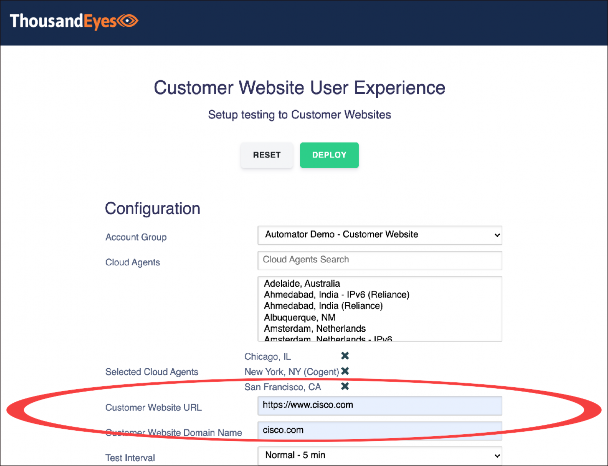 ThousandEyes
Customer Website User Experience
Setup testing to Customer Websites
RESET DEPLOY
Configuration
Account Group Automator Demo - Customer Website
Cloud Agents Cloud Agents Search
Adelaide, Australia
Ahmedabad, India - IPv6 (Reliance)
Ahmedabad, India (Reliance)
Albuquerque, NM
Amsterdam, Netherlands
Amsterdam, Netherlands - IPv6
Chicago, IL
Selected Cloud Agents New York, NY (Cogent)
San Francisco, CA
Customer Website URL https://www.cisco.com
Customer Website Domain Name cisco.com
Test Interval Normal - 5 min